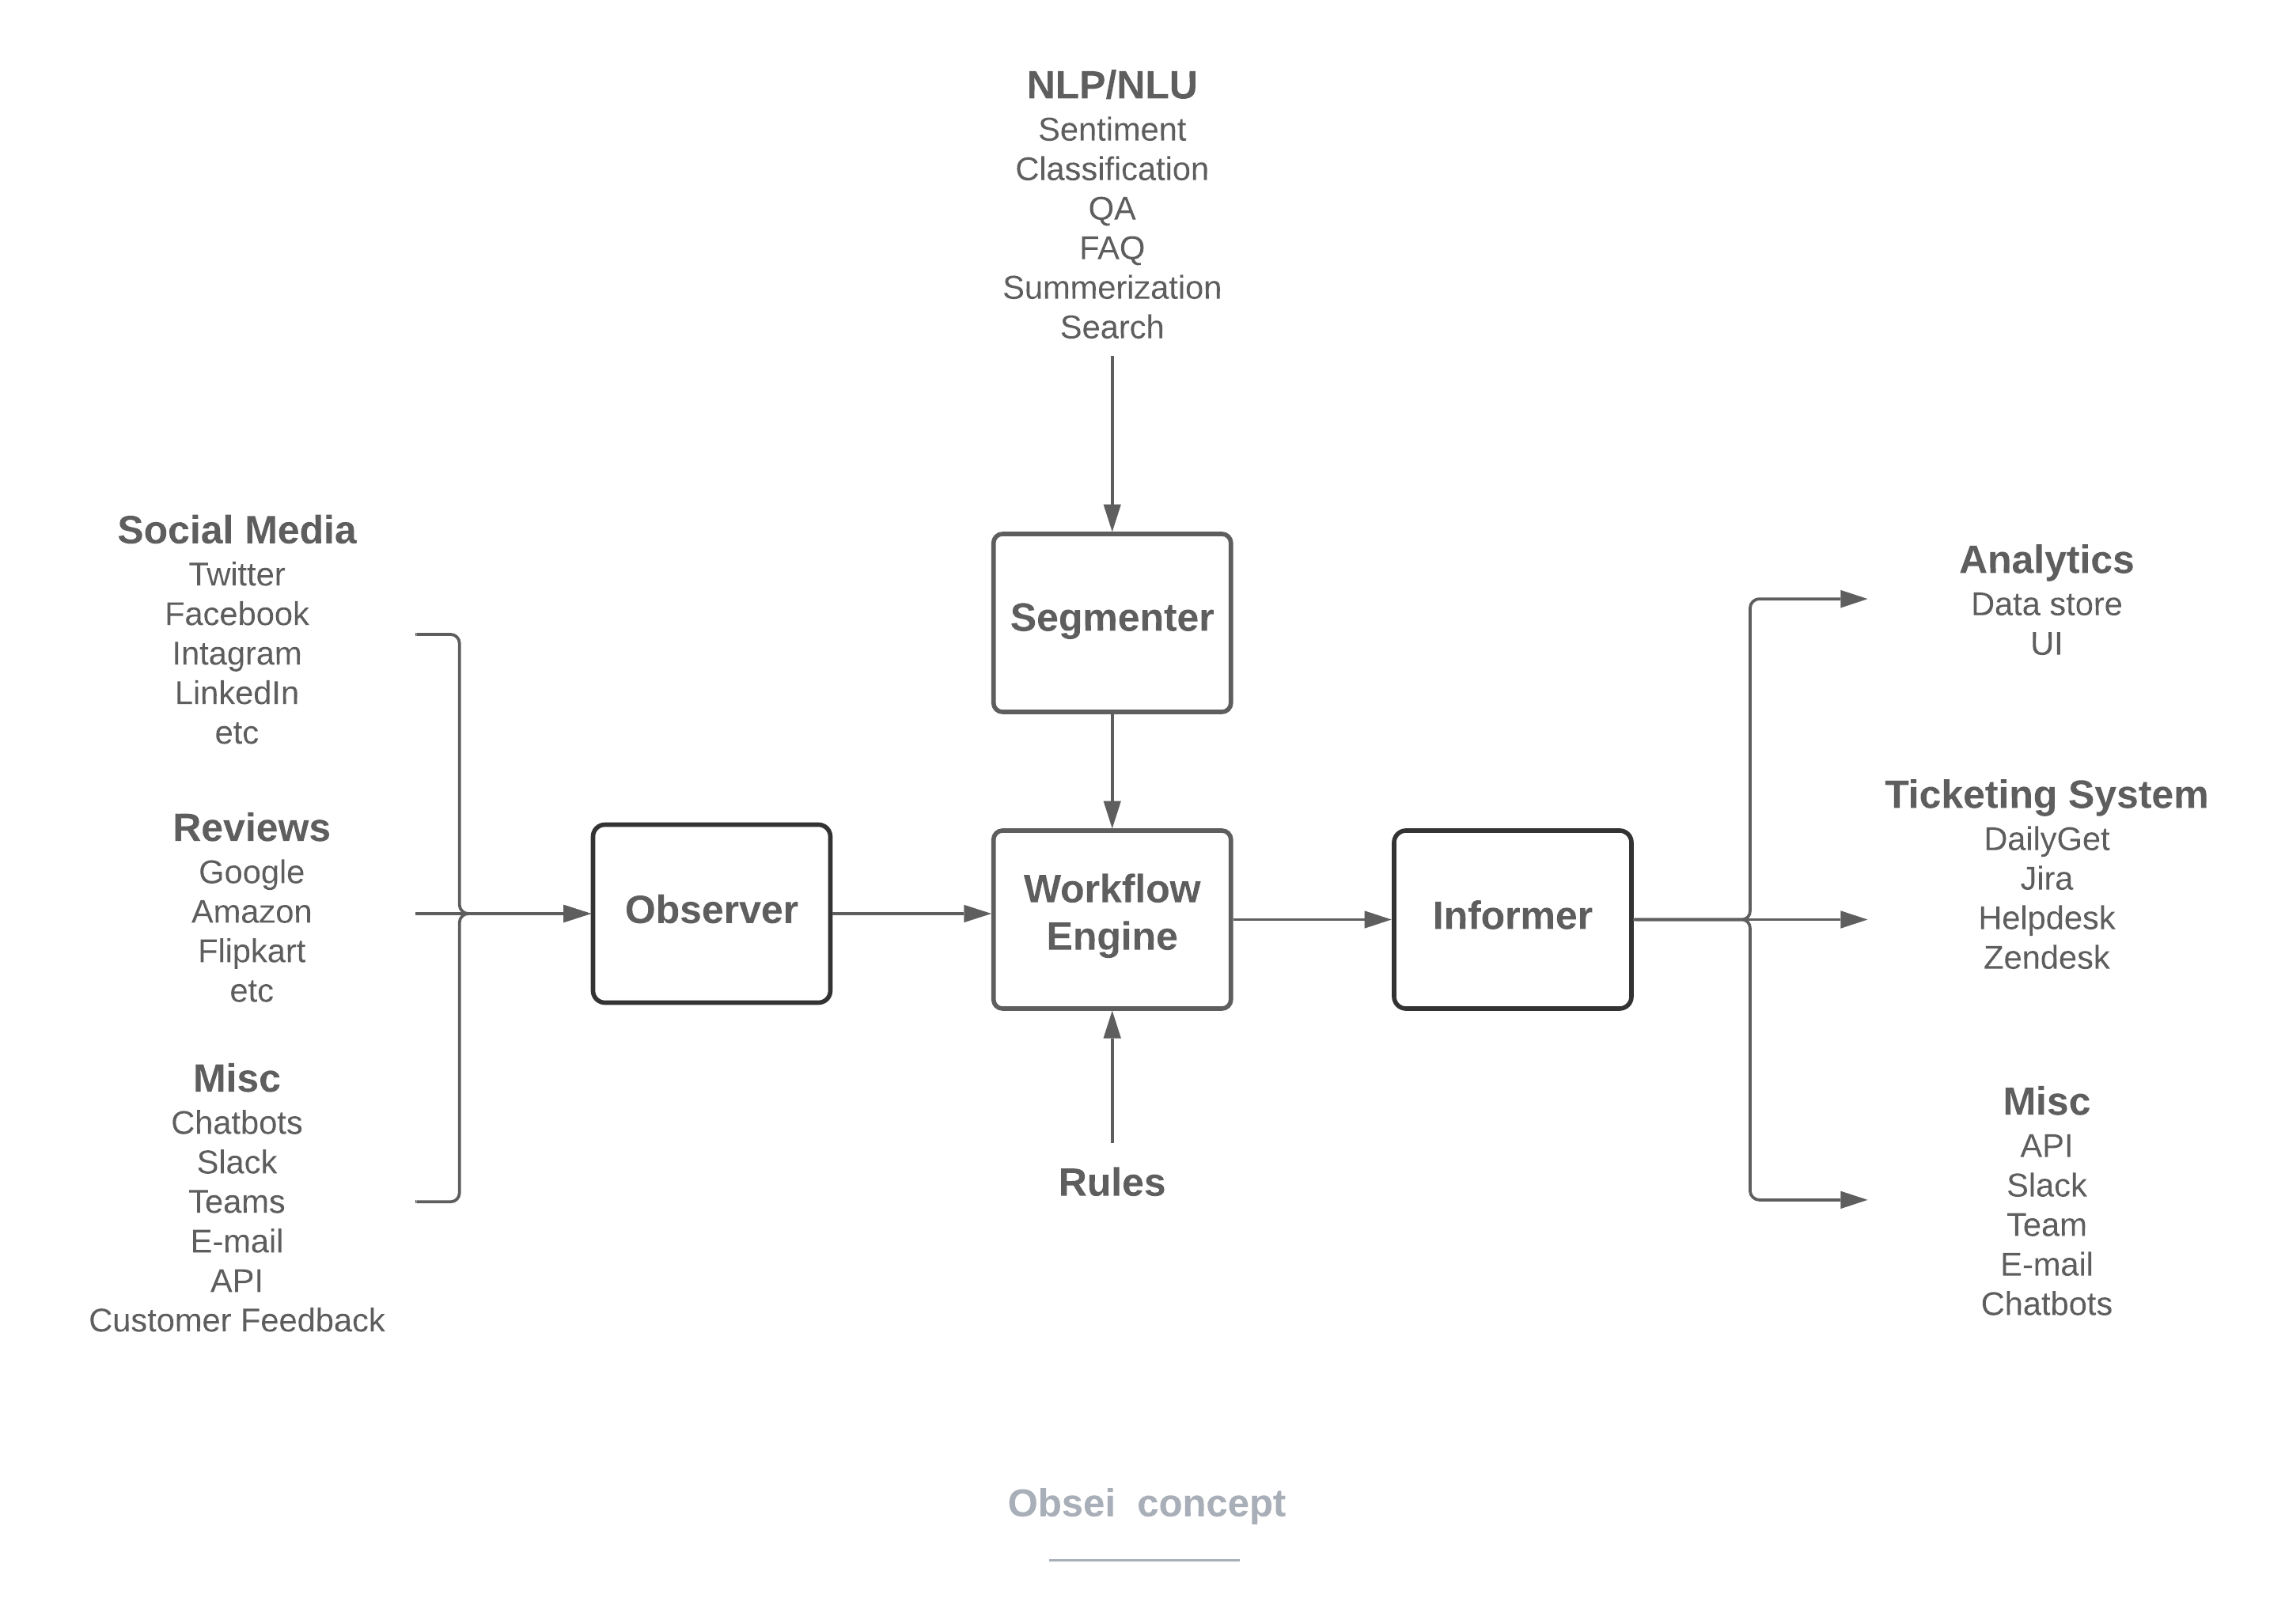 NLP/NLU
Sentiment
Classification
QA
FAQ
Summerization
Search
Segmenter
Social Media
Twitter
Facebook
Intagram
LinkedIn
etc
Reviews
Google
Amazon
Flipkart
etc
Misc
Chatbots
Slack
Teams
E-mail
API
Customer Feedback
Observer
Workflow
Engine
Rules
Informer
Analytics
Data store
UI
Ticketing System
DailyGet
Jira
Helpdesk
Zendesk
Misc
API
Slack
Team
E-mail
Chatbots
Obsei concept